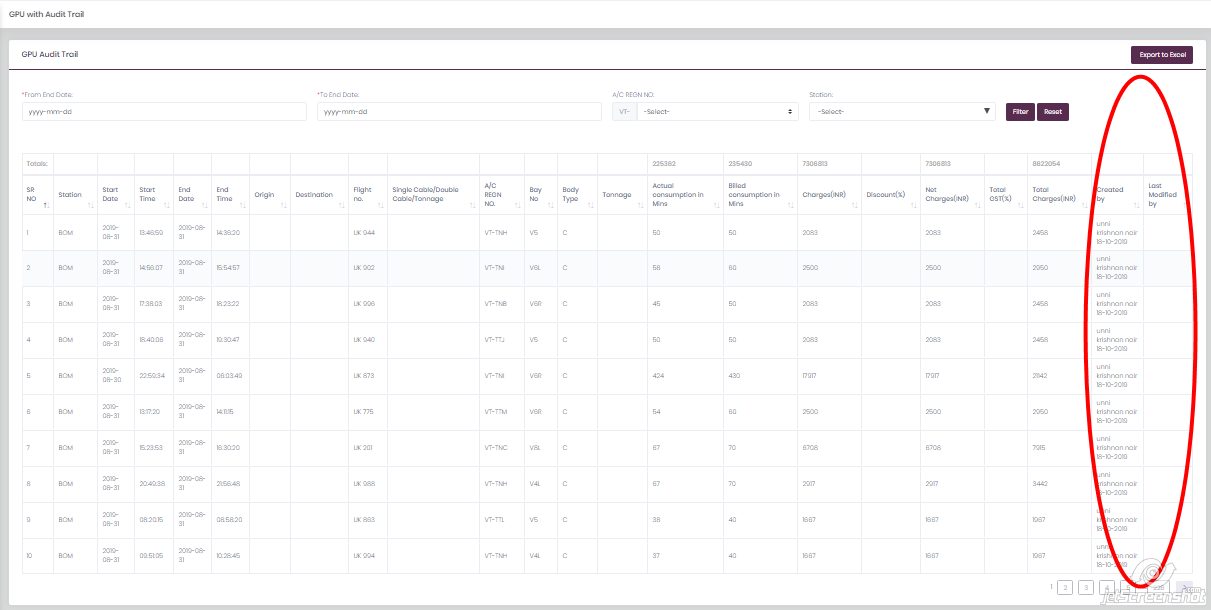 GPU with Audit Trail
GPU Audit Trail
Export to Excel
*From End Date:
*To End Date:
A/C REGN NO.
Station:
yyyy-mm-dd
yyyy-mm-dd
VT-
-Select-
-Select-
Filter
Reset
Totals: 225362 235430 7306813 7306813 8622054
SR NO Station Start Date Start Time End Date End Time Origin Destination Flight no. Single Cable/Double Cable/Tonnage A/C REGN NO. Bay No Body Type Tonnage Actual consumption in Mins Billed consumption in Mins Charges(INR) Discount(%) Net Charges(INR) Total GST(%) Total Charges(INR) Created by Last Modified by
1 BOM 2019-08-31 13:46:59 2019-08-31 14:36:20 UK 944 VT-TNH V5 C 50 50 2083 2083 2458 unni krishnan nair 18-10-2019
2 BOM 2019-08-31 14:56:07 2019-08-31 15:54:57 UK 902 VT-TNI V6L C 58 60 2500 2500 2950 unni krishnan nair 18-10-2019
3 BOM 2019-08-31 17:38:03 2019-08-31 18:23:22 UK 996 VT-TNB V6R C 45 50 2083 2083 2458 unni krishnan nair 18-10-2019
4 BOM 2019-08-31 18:40:06 2019-08-31 19:30:47 UK 940 VT-TTJ V5 C 50 50 2083 2083 2458 unni krishnan nair 18-10-2019
5 BOM 2019-08-30 22:59:34 2019-08-31 06:03:49 UK 873 VT-TNI V6R C 424 430 17917 17917 21142 unni krishnan nair 18-10-2019
6 BOM 2019-08-31 13:17:20 2019-08-31 14:11:15 UK 775 VT-TTM V6R C 54 60 2500 2500 2950 unni krishnan nair 18-10-2019
7 BOM 2019-08-31 15:23:53 2019-08-31 16:30:20 UK 201 VT-TNC V8L C 67 70 6708 6708 7915 unni krishnan nair 18-10-2019
8 BOM 2019-08-31 20:49:38 2019-08-31 21:56:48 UK 988 VT-TNH V4L C 67 70 2917 2917 3442 unni krishnan nair 18-10-2019
9 BOM 2019-08-31 08:20:15 2019-08-31 08:58:20 UK 663 VT-TTL V5 C 38 40 1667 1667 1967 unni krishnan nair 18-10-2019
10 BOM 2019-08-31 09:51:05 2019-08-31 10:28:45 UK 994 VT-TNH V4L C 37 40 1667 1667 1967 unni krishnan nair 18-10-2019
1 2 3 4
jetscreenshot